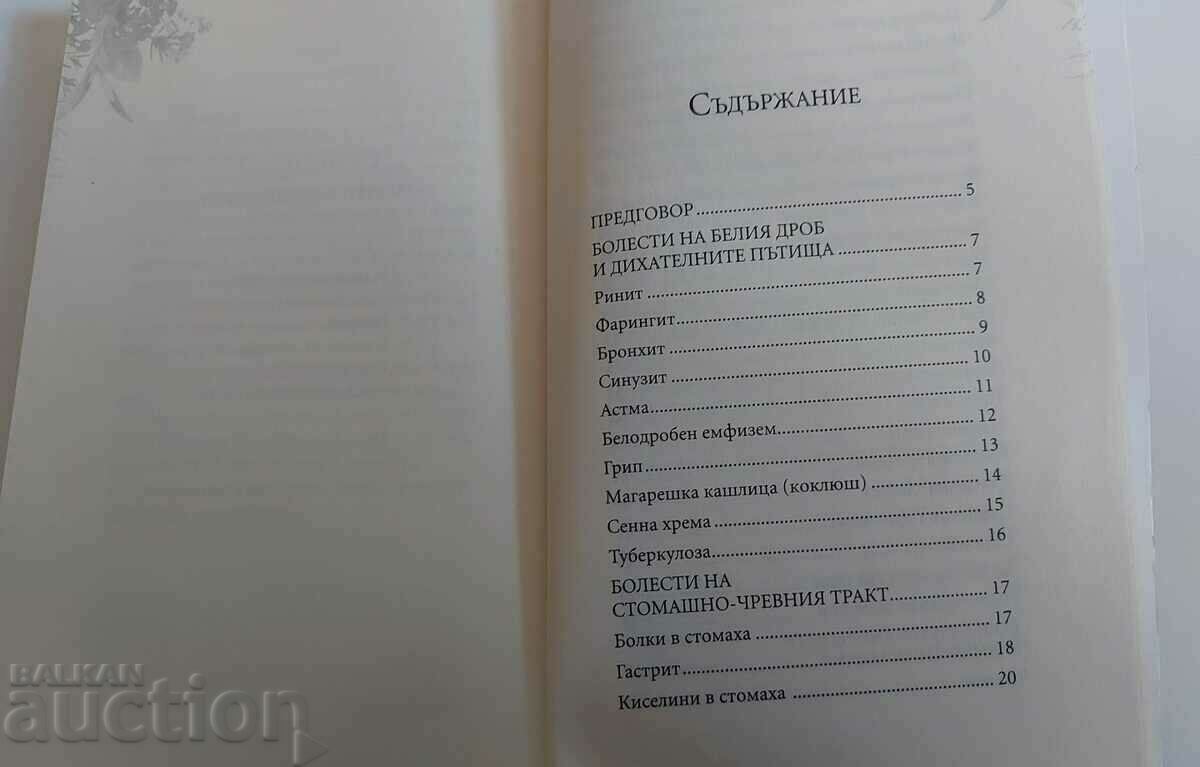 СЪДЪРЖАНИЕ
ПРЕДГОВОР ........................................ 5
БОЛЕСТИ НА БЕЛИЯ ДРОБ
И ДИХАТЕЛНИТЕ ПЪТИЩА .................... 7
Ринит ........................................ 7
Фарингит ........................................ 8
Бронхит ........................................ 9
Синузит ........................................ 10
Астма ........................................ 11
Белодробен емфизем ........................................ 12
Грип ........................................ 13
Магарешка кашлица (коклюш) .................... 14
Сенна хрема ........................................ 15
Туберкулоза ........................................ 16
БОЛЕСТИ НА
СТОМАШНО-ЧРЕВНИЯ ТРАКТ .................... 17
Болки в стомаха ........................................ 17
Гастрит ........................................ 18
Киселини в стомаха ........................................ 20
BALKAN
auction